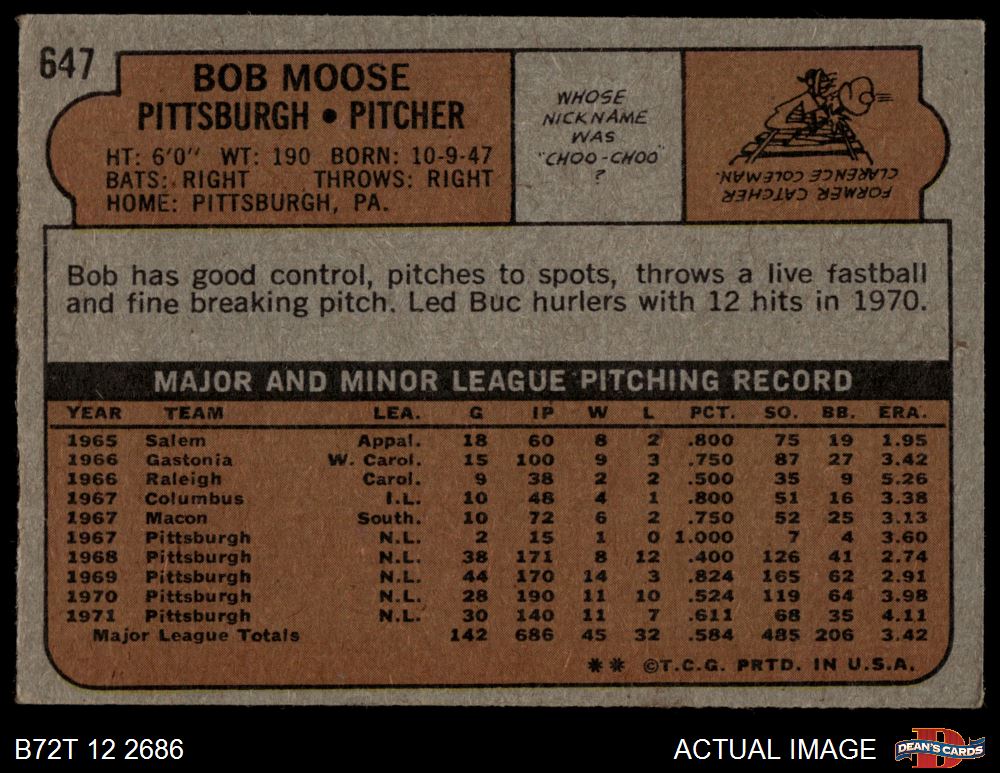 647
BOB MOOSE
PITTSBURGH • PITCHER
HT: 6'0" WT: 190 BORN: 10-9-47
BATS: RIGHT THROWS: RIGHT
HOME: PITTSBURGH, PA.
WHOSE
NICKNAME
WAS
"CHOO-CHOO"
?
FORMER CATCHER
CLARENCE COLEMAN.
Bob has good control, pitches to spots, throws a live fastball
and fine breaking pitch. Led Buc hurlers with 12 hits in 1970.
MAJOR AND MINOR LEAGUE PITCHING RECORD
YEAR TEAM LEA. G IP W L PCT. SO. BB. ERA.
1965 Salem Appal. 18 60 8 2 .800 75 19 1.95
1966 Gastonia W. Carol. 15 100 9 3 .750 87 27 3.42
1966 Raleigh Carol. 9 38 2 2 .500 35 9 5.26
1967 Columbus I.L. 10 48 4 1 .800 51 16 3.38
1967 Macon South. 10 72 6 2 .750 52 25 3.13
1967 Pittsburgh N.L. 2 15 1 0 1.000 7 4 3.60
1968 Pittsburgh N.L. 38 171 8 12 .400 126 41 2.74
1969 Pittsburgh N.L. 44 170 14 3 .824 165 62 2.91
1970 Pittsburgh N.L. 28 190 11 10 .524 119 64 3.98
1971 Pittsburgh N.L. 30 140 11 7 .611 68 35 4.11
Major League Totals 142 686 45 32 .584 485 206 3.42
** ©T.C.G. PRTD. IN U.S.A.
B72T 12 2686
ACTUAL IMAGE
D
DEAN'S CARDS